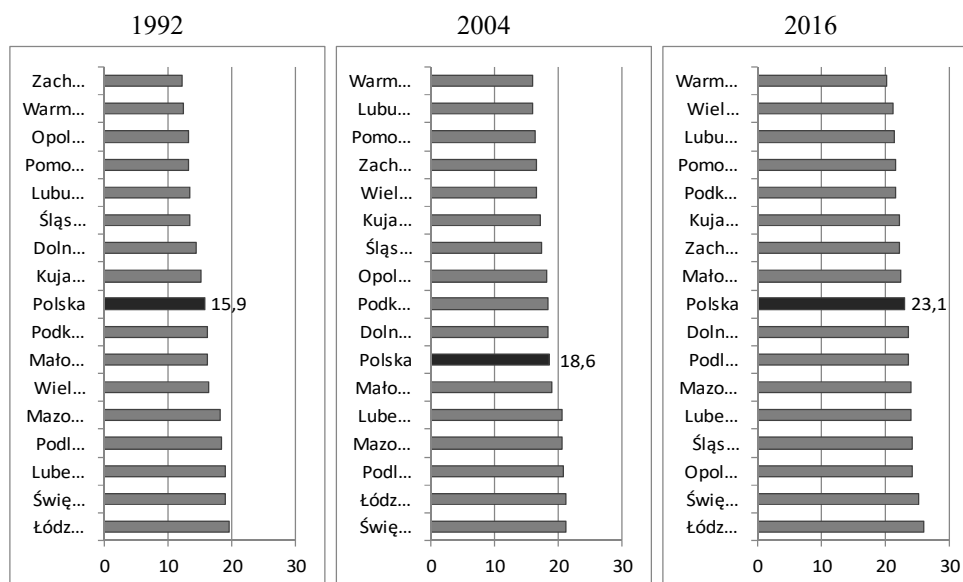 1992
Zach...
Warm...
Opol...
Pomo...
Lubu...
Śląs...
Doln...
Kuja...
Polska 15,9
Podk...
Mało...
Wiel...
Mazo...
Podl...
Lube...
Świę...
Łódz...
0 10 20 30
2004
Warm...
Lubu...
Pomo...
Zach...
Wiel...
Kuja...
Śląs...
Opol...
Podk...
Doln...
Polska 18,6
Mało...
Lube...
Mazo...
Podl...
Łódz...
Świę...
0 10 20 30
2016
Warm...
Wiel...
Lubu...
Pomo...
Podk...
Kuja...
Zach...
Mało...
Polska 23,1
Doln...
Podl...
Mazo...
Lube...
Śląs...
Opol...
Świę...
Łódz...
0 10 20 30